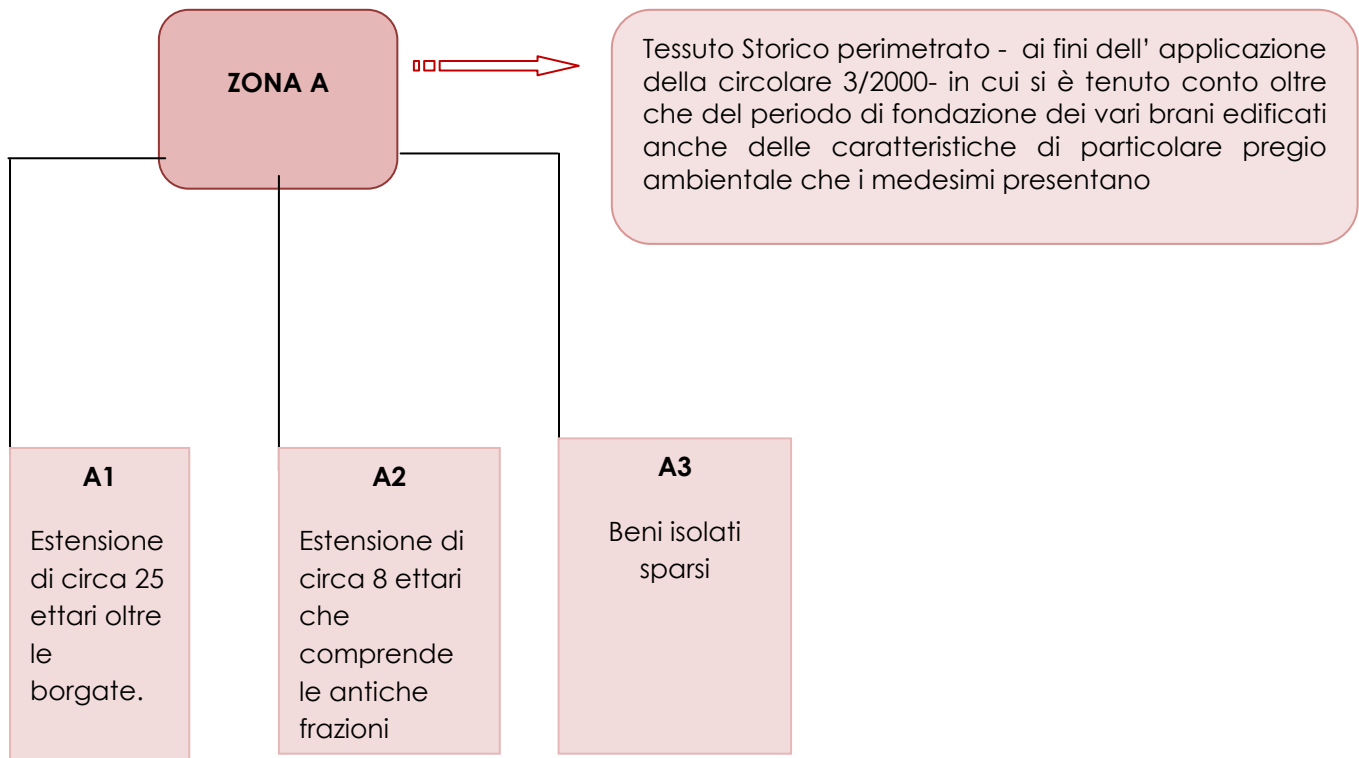 ZONA A
Tessuto Storico perimetrato - ai fini dell' applicazione
della circolare 3/2000- in cui si è tenuto conto oltre
che del periodo di fondazione dei vari brani edificati
anche delle caratteristiche di particolare pregio
ambientale che i medesimi presentano
A1
Estensione
di circa 25
ettari oltre
le
borgate.
A2
Estensione di
circa 8 ettari
che
comprende
le antiche
frazioni
A3
Beni isolati
sparsi